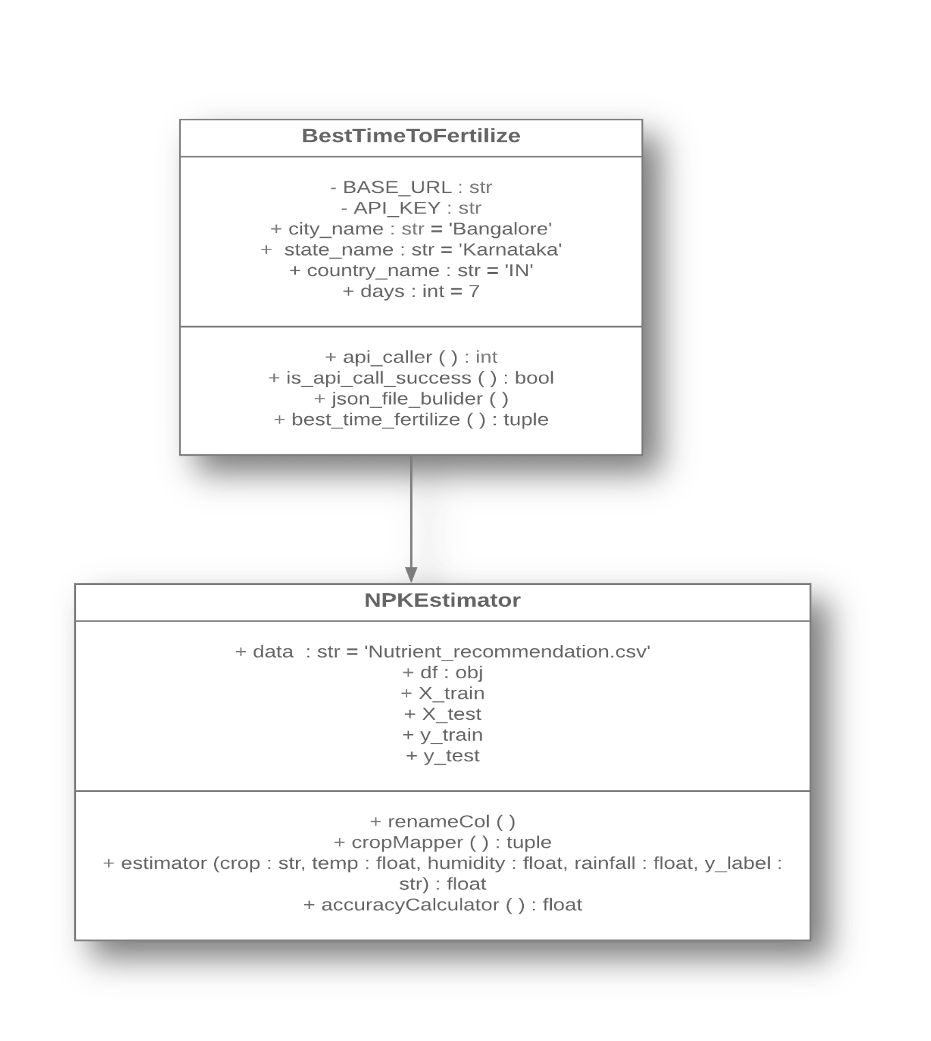 BestTimeToFertilize
- BASE_URL : str
- API_KEY : str
+ city_name : str = 'Bangalore'
+ state_name : str = 'Karnataka'
+ country_name : str = 'IN'
+ days : int = 7
+ api_caller ( ) : int
+ is_api_call_success ( ) : bool
+ json_file_bulider ( )
+ best_time_fertilize ( ) : tuple
NPKEstimator
+ data : str = 'Nutrient_recommendation.csv'
+ df : obj
+ X_train
+ X_test
+ y_train
+ y_test
+ renameCol ( )
+ cropMapper ( ) : tuple
+ estimator (crop : str, temp : float, humidity : float, rainfall : float, y_label :
str) : float
+ accuracyCalculator ( ) : float